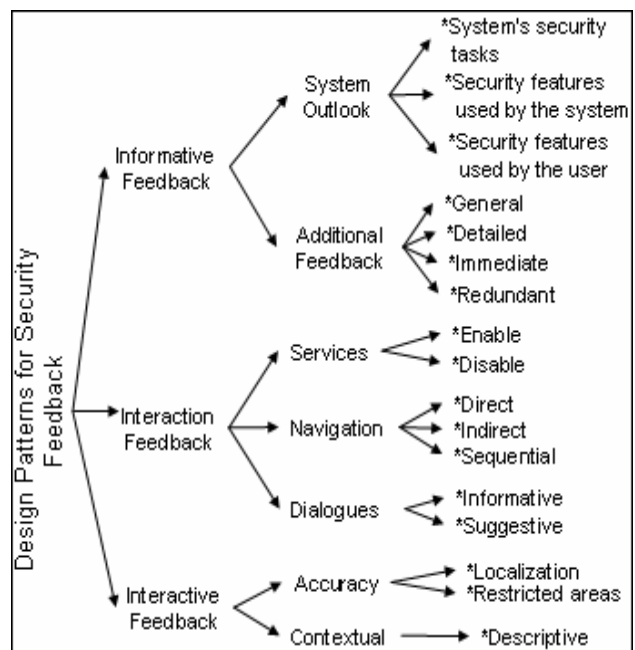 Design Patterns for Security
Feedback
Informative
Feedback
System
Outlook
*System's security
tasks
*Security features
used by the system
*Security features
used by the user
Additional
Feedback
*General
*Detailed
*Immediate
*Redundant
Interaction
Feedback
Services
*Enable
*Disable
Navigation
*Direct
*Indirect
*Sequential
Dialogues
*Informative
*Suggestive
Interactive
Feedback
Accuracy
*Localization
*Restricted areas
Contextual
*Descriptive